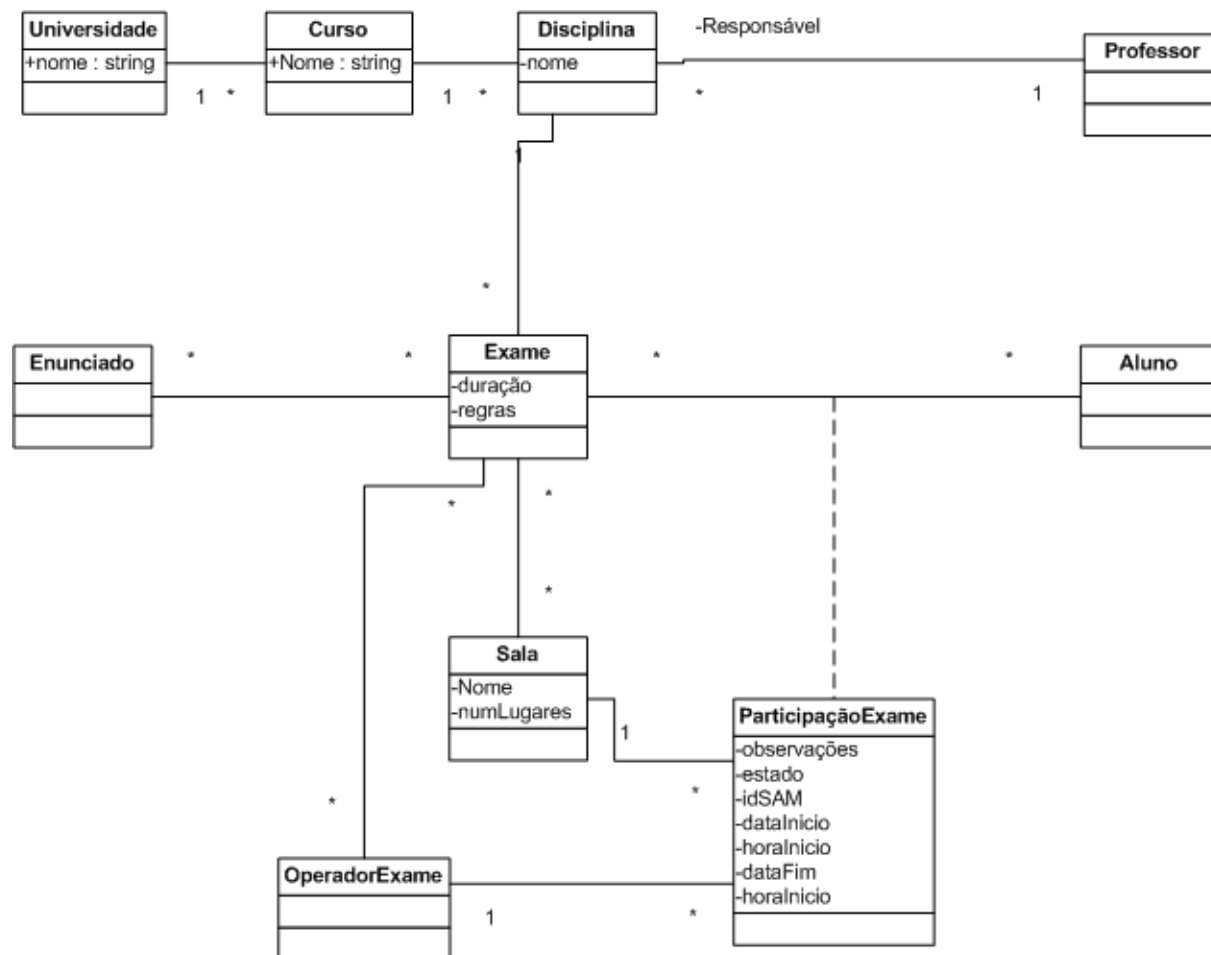 Universidade
+nome : string
1
*
Curso
+Nome : string
1
*
Disciplina
-nome
-Responsável
*
1
Professor
1
*
Enunciado
*
*
Exame
-duração
-regras
*
*
Aluno
*
*
*
Sala
-Nome
-numLugares
1
*
ParticipaçãoExame
-observações
-estado
-idSAM
-dataInicio
-horaInicio
-dataFim
-horaInicio
*
OperadorExame
1
*